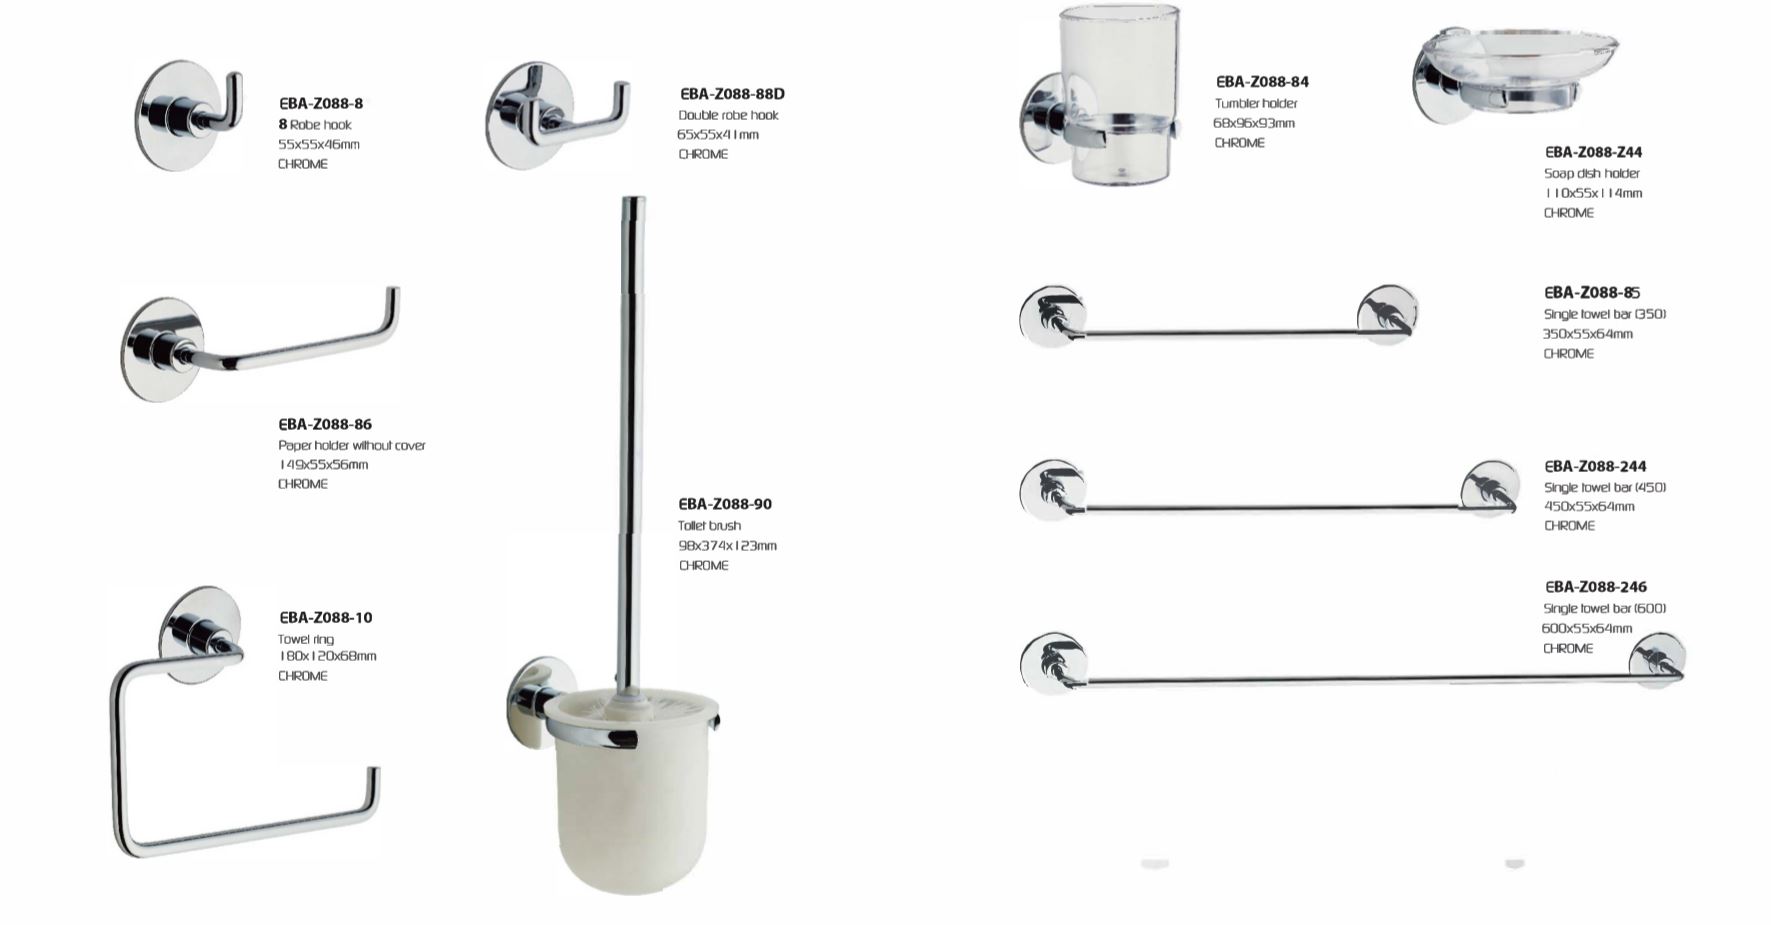 EBA-Z088-8
8 Robe hook
55x55x46mm
CHROME
EBA-Z088-88D
Double robe hook
65x55x41mm
CHROME
EBA-Z088-86
Paper holder without cover
149x55x56mm
CHROME
EBA-Z088-90
Toilet brush
98x374x123mm
CHROME
EBA-Z088-10
Towel ring
180x120x68mm
CHROME
EBA-Z088-84
Tumbler holder
68x96x93mm
CHROME
EBA-Z088-Z44
Soap dish holder
110x55x114mm
CHROME
EBA-Z088-85
Single towel bar (350)
350x55x64mm
CHROME
EBA-Z088-244
Single towel bar (450)
450x55x64mm
CHROME
EBA-Z088-246
Single towel bar (600)
600x55x64mm
CHROME